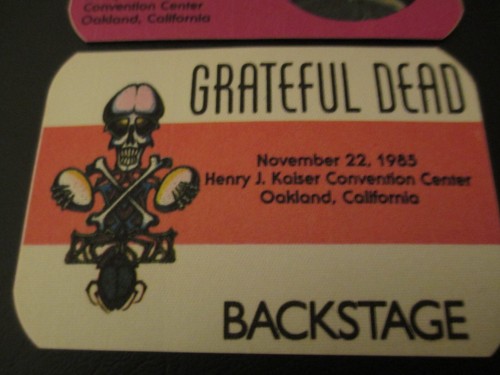 Convention Center
Oakland, California
GRATEFUL DEAD
November 22, 1985
Henry J. Kaiser Convention Center
Oakland, California
BACKSTAGE